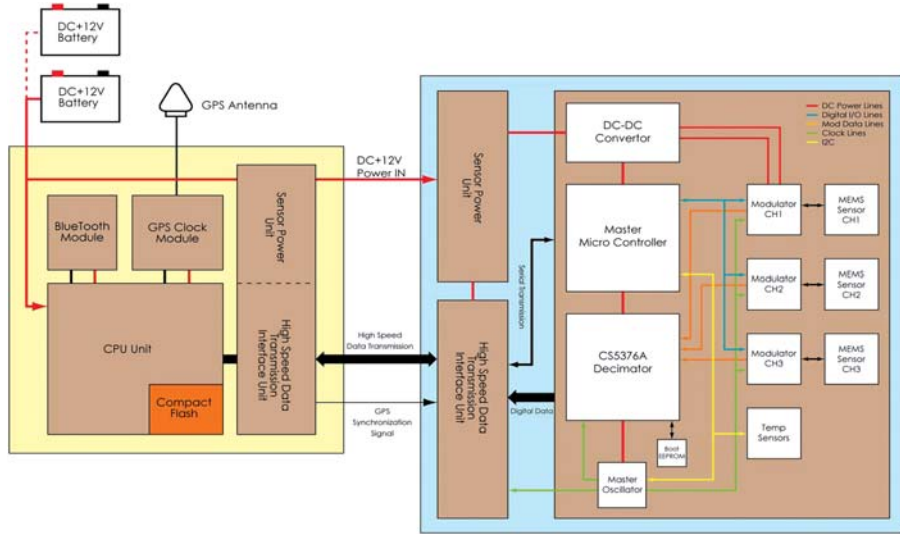 DC+12V
Battery
DC+12V
Battery
GPS Antenna
DC+12V
Power IN
BlueTooth
Module
GPS Clock
Module
Sensor Power
Unit
CPU Unit
Compact
Flash
High Speed Data
Transmission
Interface Unit
High Speed
Data Transmission
GPS
Synchronization
Signal
Sensor Power
Unit
High Speed Data
Transmission
Interface Unit
Serial Transmission
Digital Data
DC-DC
Convertor
Master
Micro Controller
CS5376A
Decimator
Boot
EEPROM
Master
Oscillator
DC Power Lines
Digital I/O Lines
Mod Data Lines
Clock Lines
I2C
Modulator
CH1
MEMS
Sensor
CH1
Modulator
CH2
MEMS
Sensor
CH2
Modulator
CH3
MEMS
Sensor
CH3
Temp
Sensors